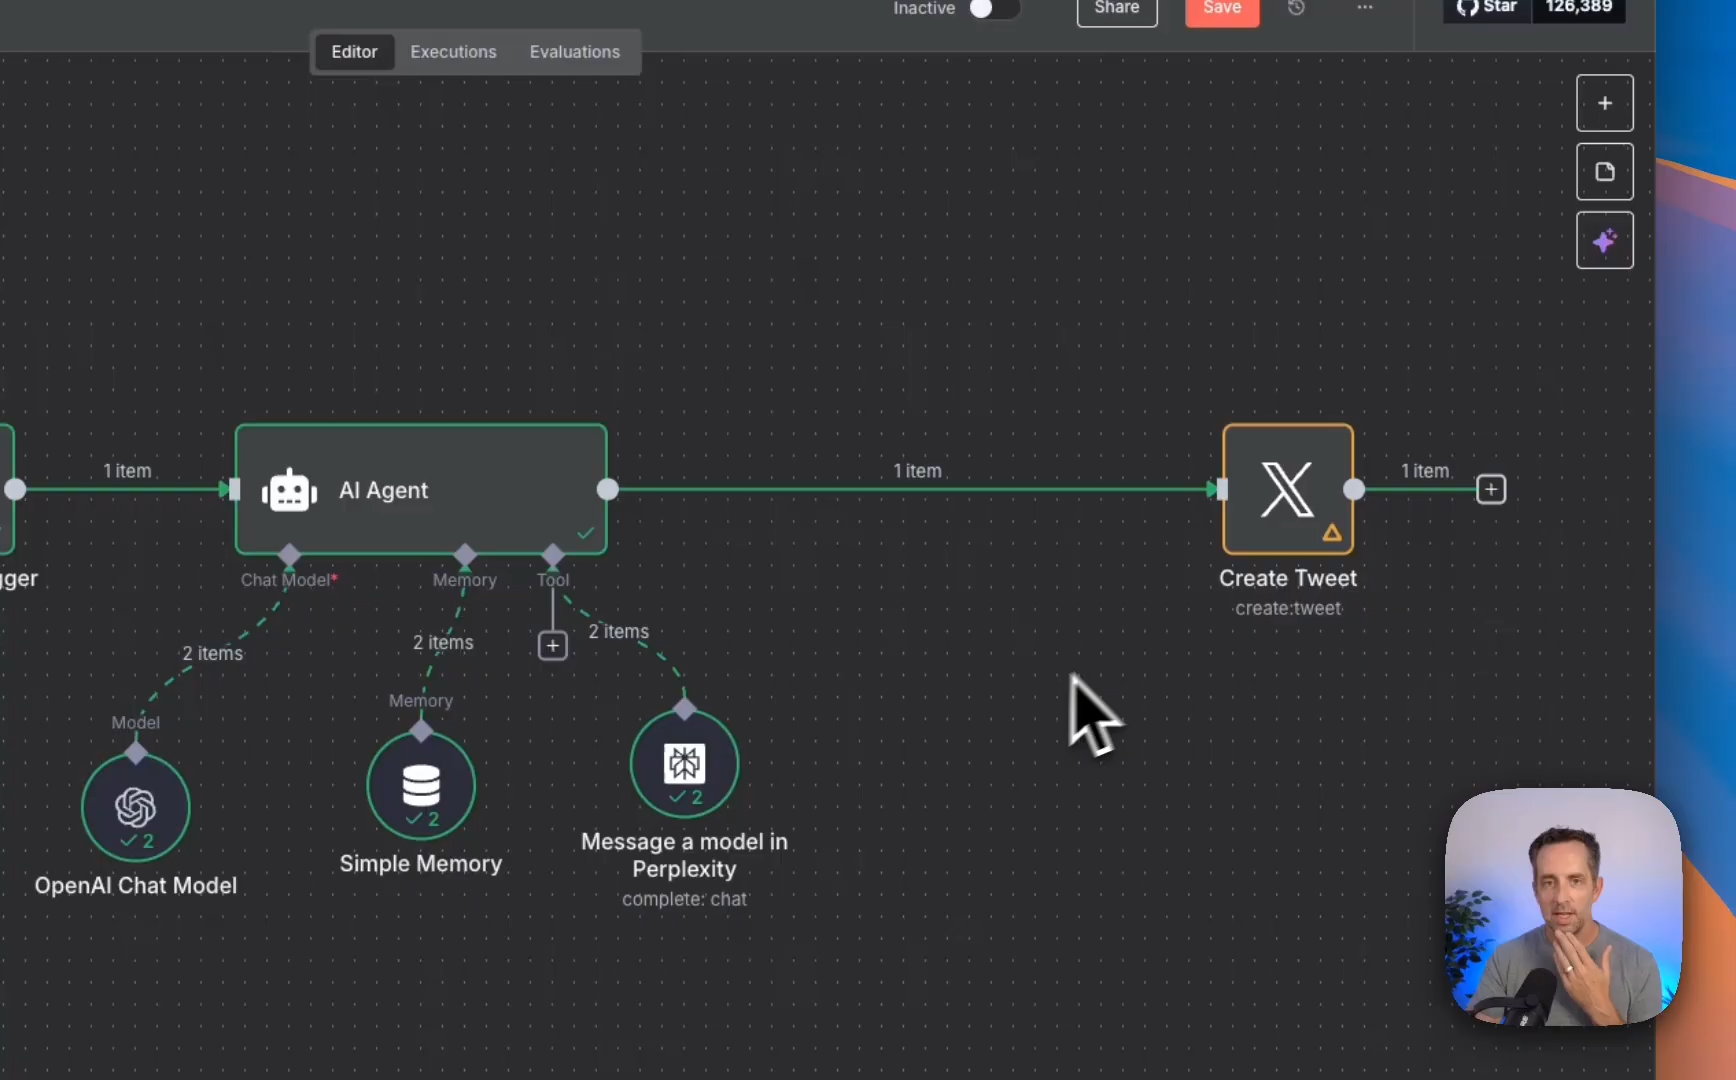 Inactive
Share
Save
Star
126,389
Editor
Executions
Evaluations
1 item
AI Agent
1 item
1 item
gger
Chat Model*
Memory
Tool
Create Tweet
create:tweet
2 items
2 items
2 items
Memory
Model
2
2
2
OpenAI Chat Model
Simple Memory
Message a model in
Perplexity
complete: chat